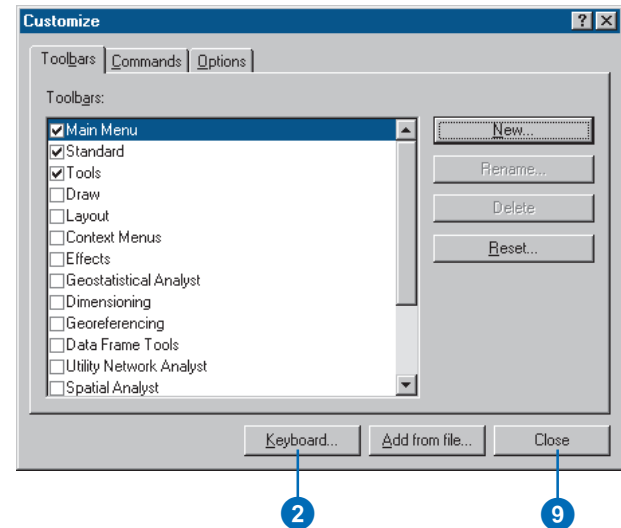 Customize
Toolbars Commands Options
Toolbars:
Main Menu
Standard
Tools
Draw
Layout
Context Menus
Effects
Geostatistical Analyst
Dimensioning
Georeferencing
Data Frame Tools
Utility Network Analyst
Spatial Analyst
New...
Rename...
Delete
Reset...
Keyboard... Add from file... Close
2 9